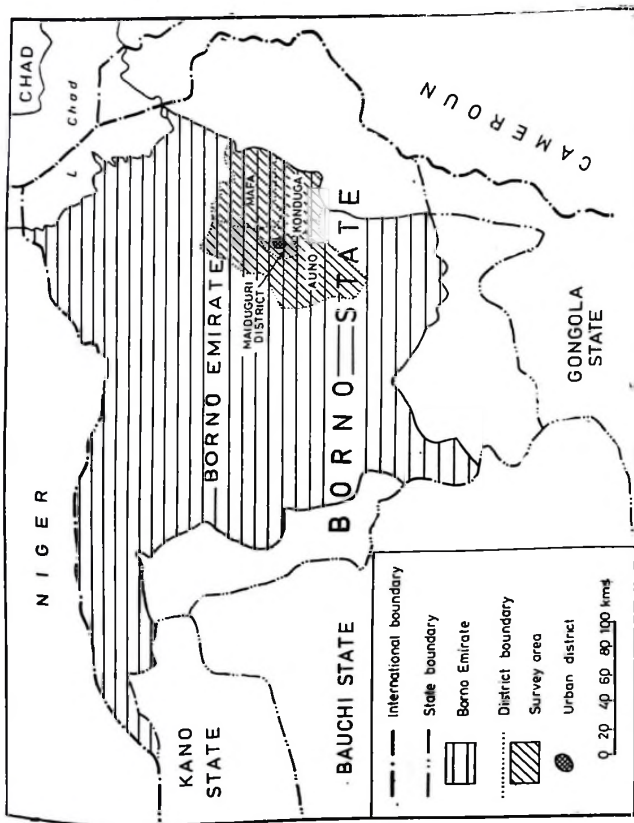 NIGER
CHAD
L Chad
CAMEROUN
BORNO EMIRATE
MAFA
KONDUGA
AUNO
MAIDUGURI
DISTRICT
BORNO STATE
KANO
STATE
BAUCHI STATE
GONGOLA
STATE
International boundary
State boundary
Borno Emirate
District boundary
Survey area
Urban district
0 20 40 60 80 100 kms